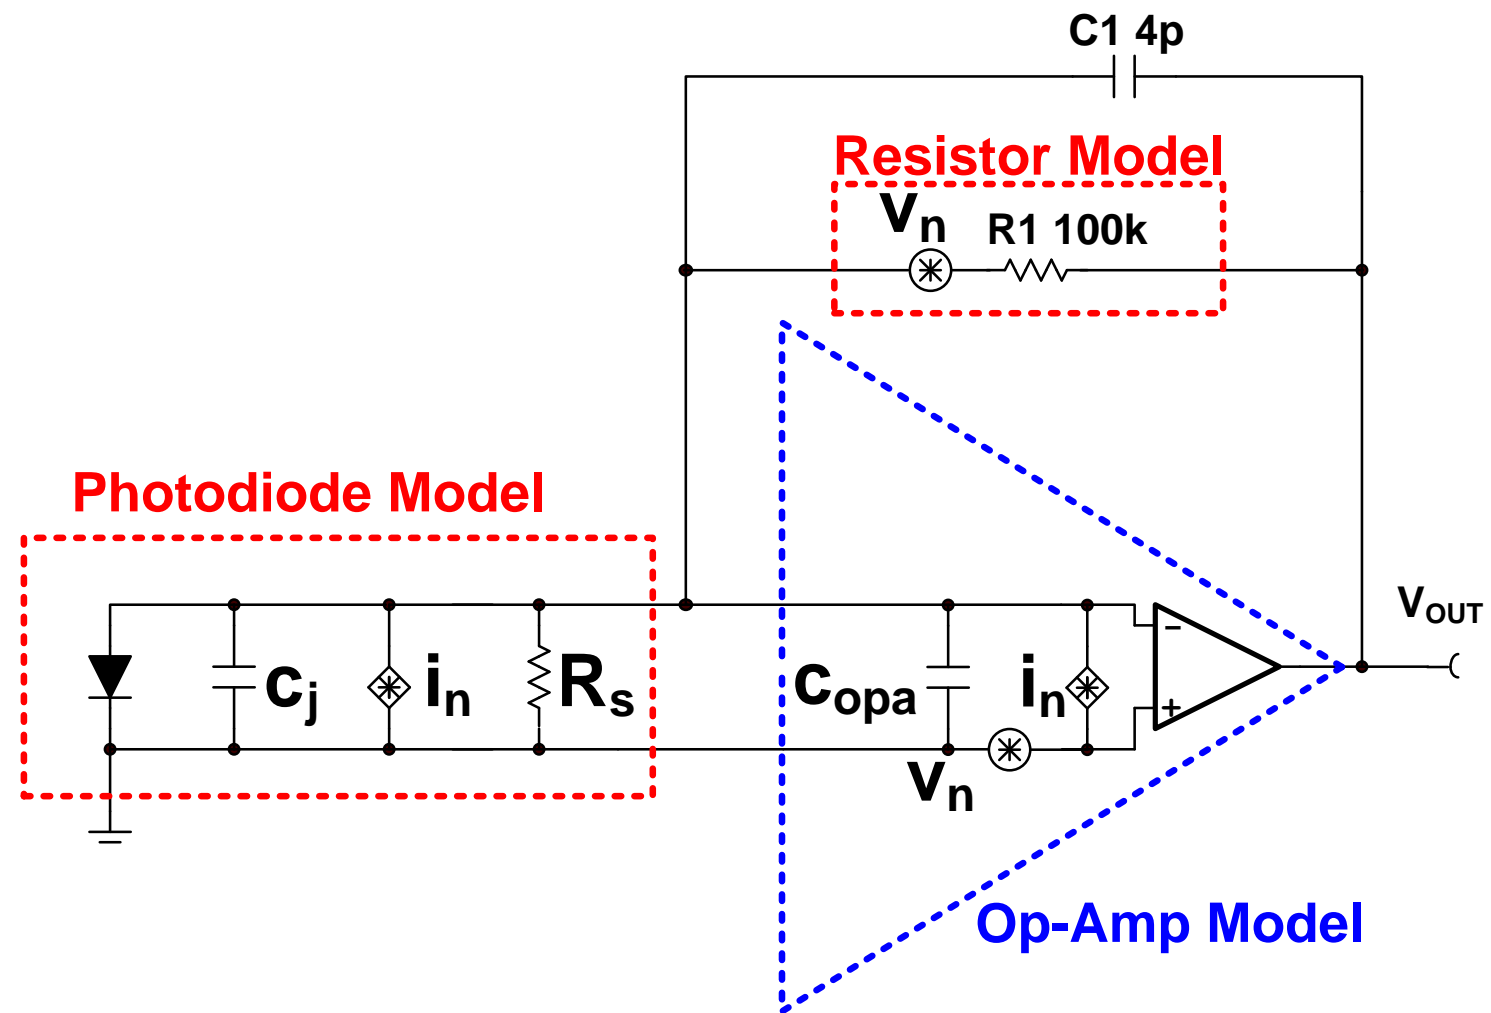 C1 4p
Resistor Model
vn
R1 100k
Photodiode Model
cj
in
Rs
copa
in
−
+
vn
VOUT
Op-Amp Model